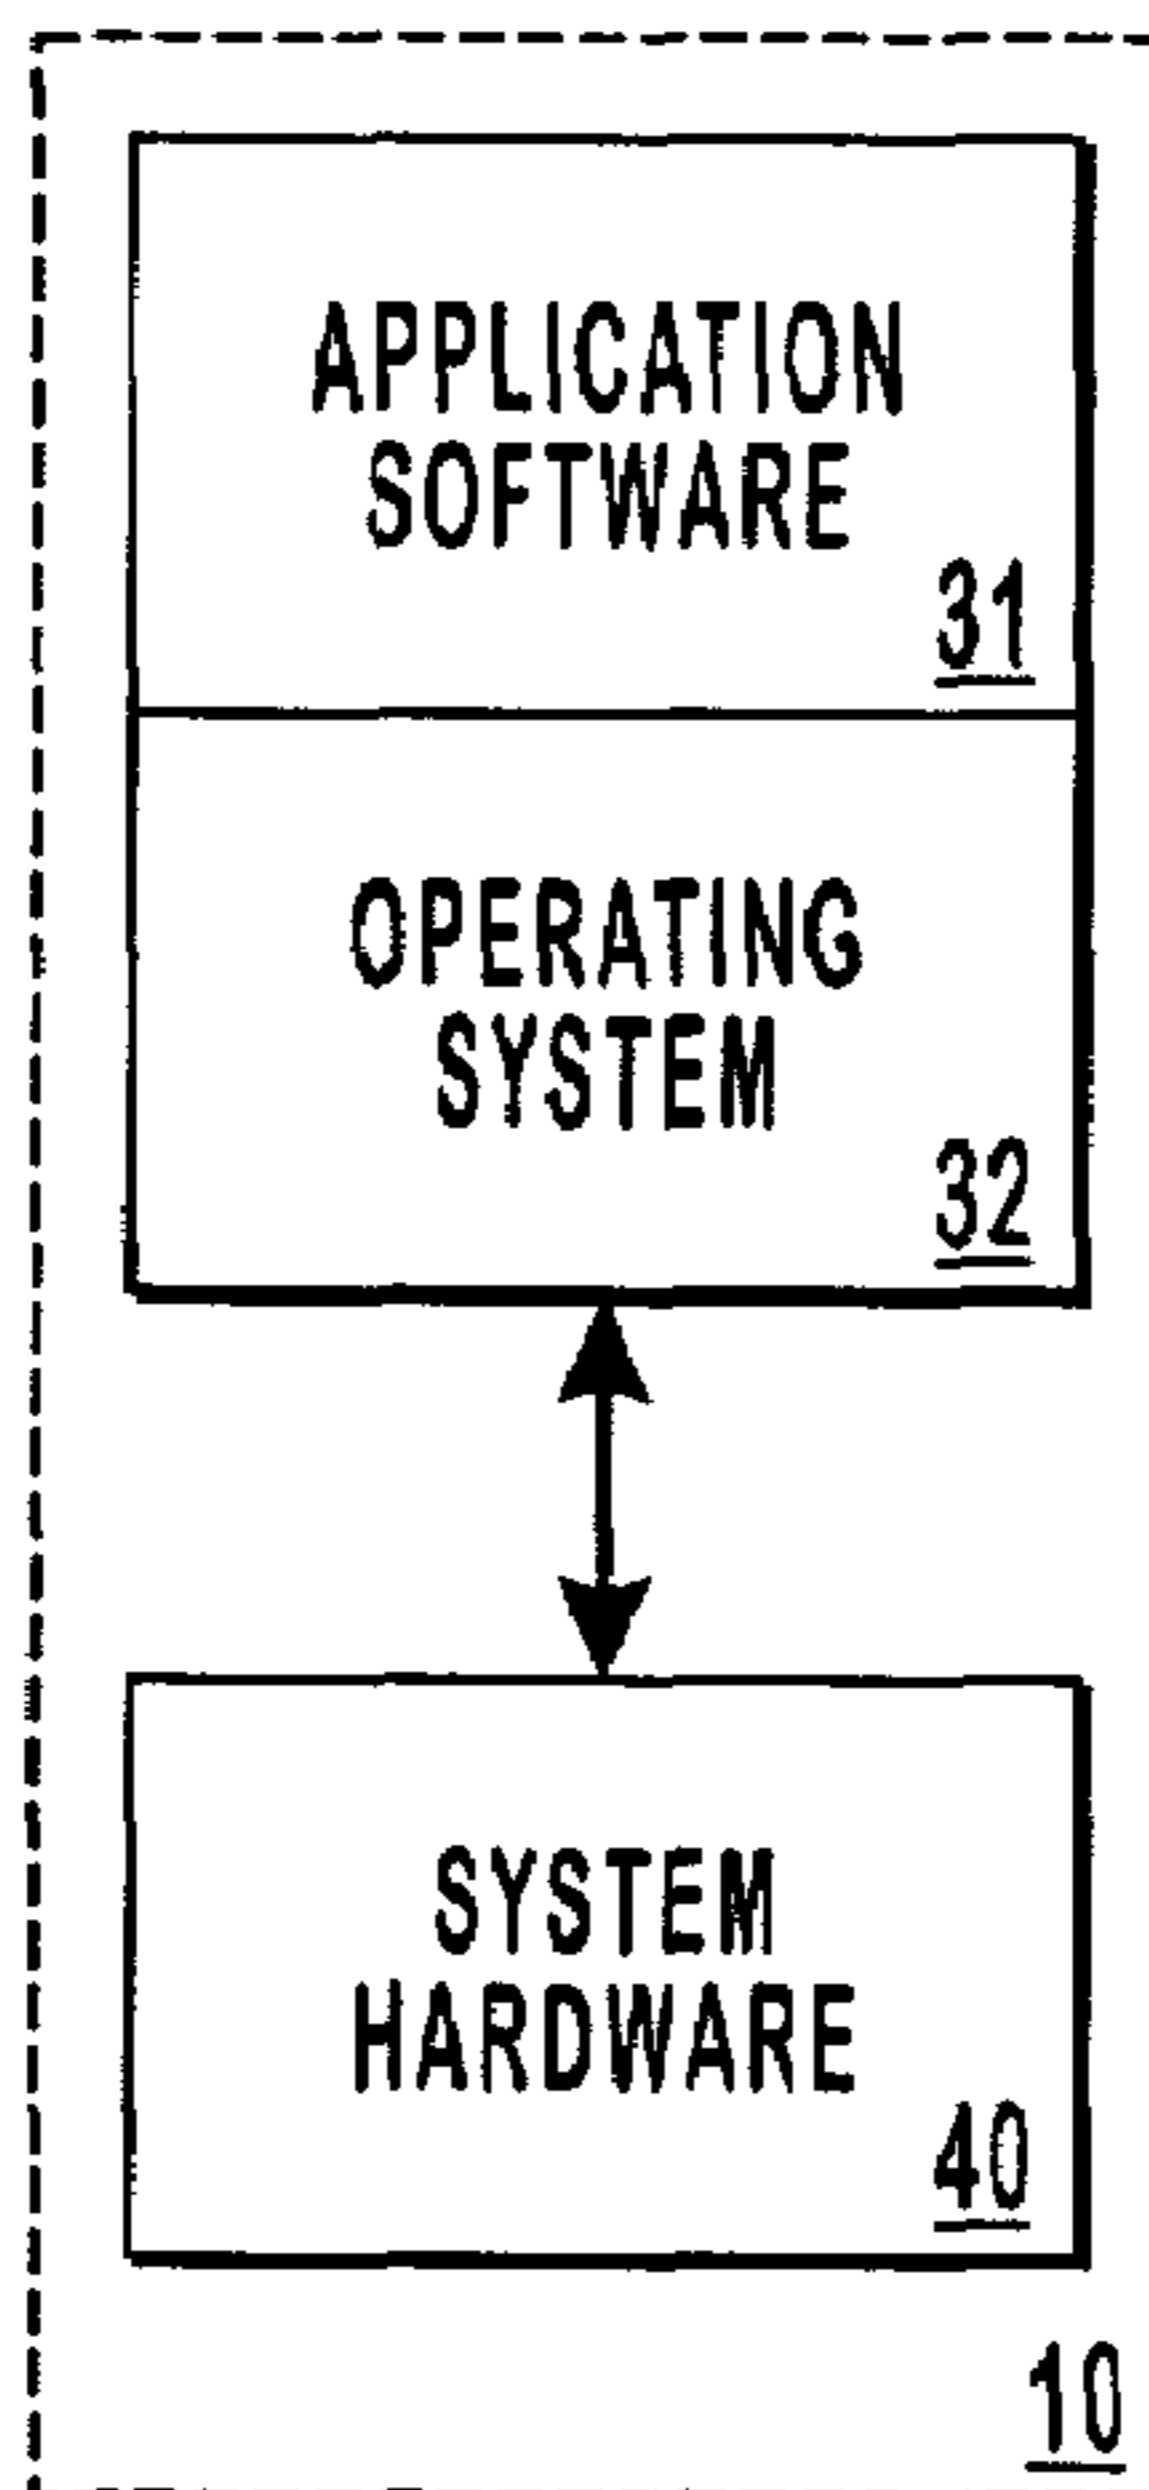 APPLICATION
SOFTWARE
31
OPERATING
SYSTEM
32
SYSTEM
HARDWARE
40
10